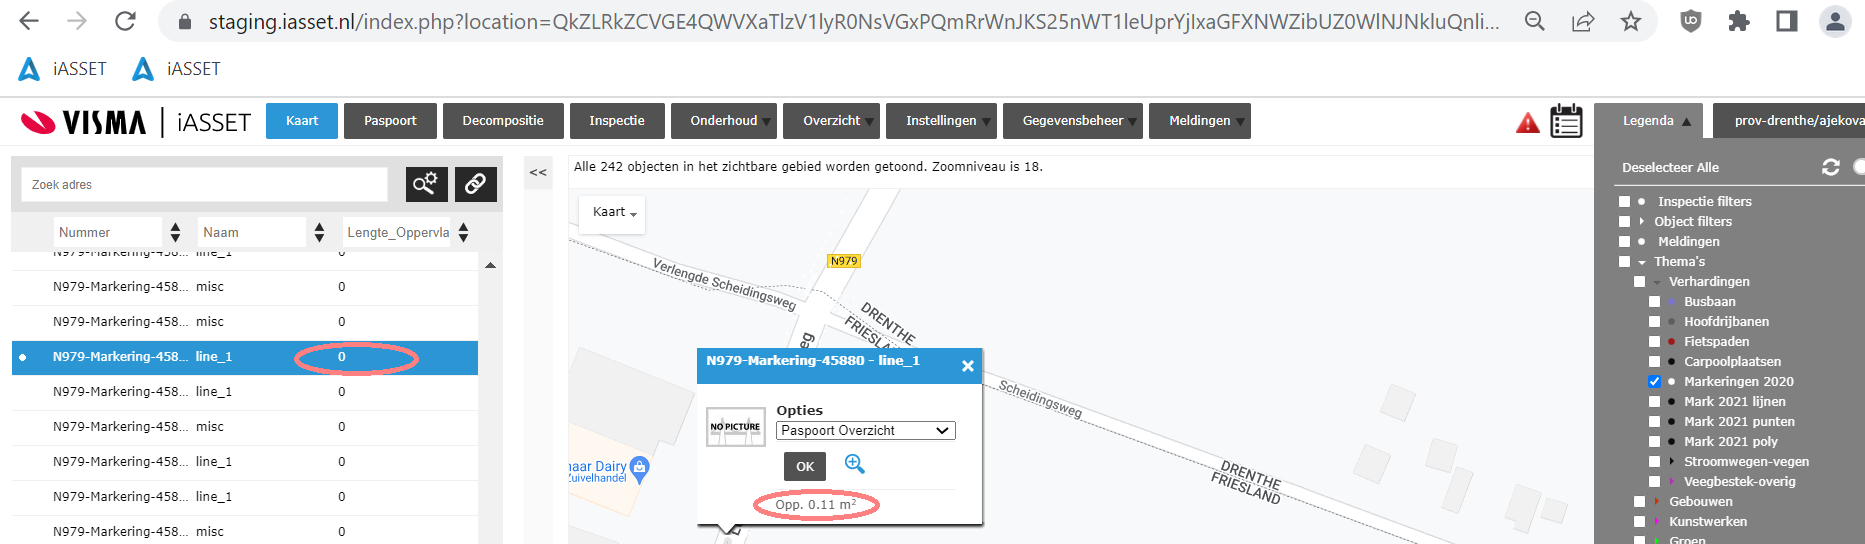 staging.iasset.nl/index.php?location=QkZLRkZCVGE4QWVXaTlzV1lyR0NsVGxPQmRrWnJKS25nWT1leUprYjIxaGFXNWZibUZ0WlNJNkluQnli...
iASSET iASSET
VISMA | iASSET Kaart Paspoort Decompositie Inspectie Onderhoud Overzicht Instellingen Gegevensbeheer Meldingen Legenda prov-drenthe/ajekova
Zoek adres
<<
Alle 242 objecten in het zichtbare gebied worden getoond. Zoomniveau is 18.
Nummer Naam Lengte_Oppervla
N979-Markering-458... line_1 0
N979-Markering-458... misc 0
N979-Markering-458... misc 0
N979-Markering-458... line_1 0
N979-Markering-458... line_1 0
N979-Markering-458... misc 0
N979-Markering-458... line_1 0
N979-Markering-458... line_1 0
N979-Markering-458... misc 0
Kaart
N979
Verlengde Scheidingsweg
DRENTHE
FRIESLAND
Scheidingsweg
DRENTHE
FRIESLAND
naar Dairy
Zuivelhandel
N979-Markering-45880 - line_1
NO PICTURE
Opties
Paspoort Overzicht
OK
Opp. 0.11 m²
Deselecteer Alle
Inspectie filters
Object filters
Meldingen
Thema's
Verhardingen
Busbaan
Hoofdrijbanen
Fietspaden
Carpoolplaatsen
Markeringen 2020
Mark 2021 lijnen
Mark 2021 punten
Mark 2021 poly
Stroomwegen-vegen
Veegbestek-overig
Gebouwen
Kunstwerken
Groen